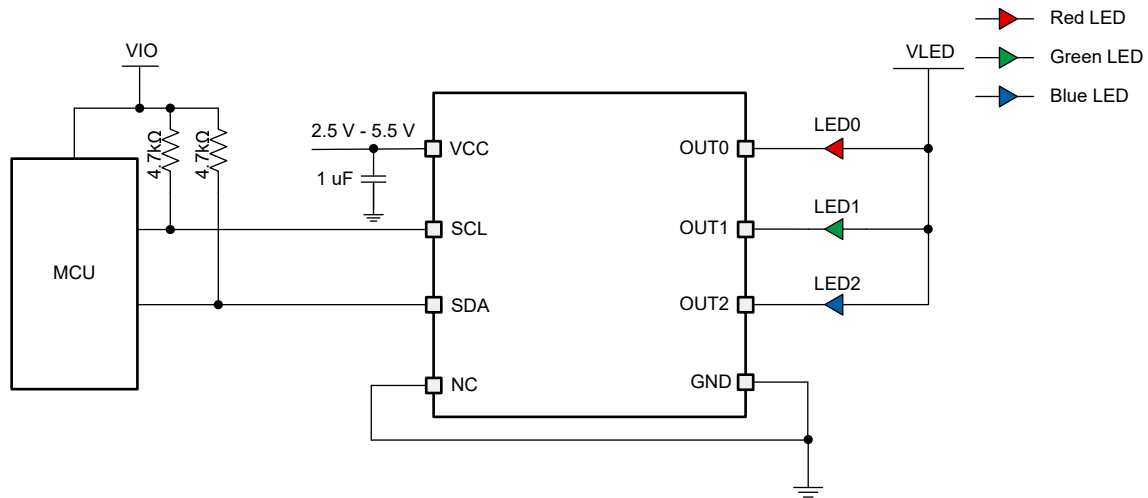 Red LED
VIO
VLED
Green LED
Blue LED
4.7kΩ
4.7kΩ
2.5 V - 5.5 V
LED0
VCC
OUT0
1 uF
LED1
SCL
OUT1
MCU
LED2
SDA
OUT2
NC
GND